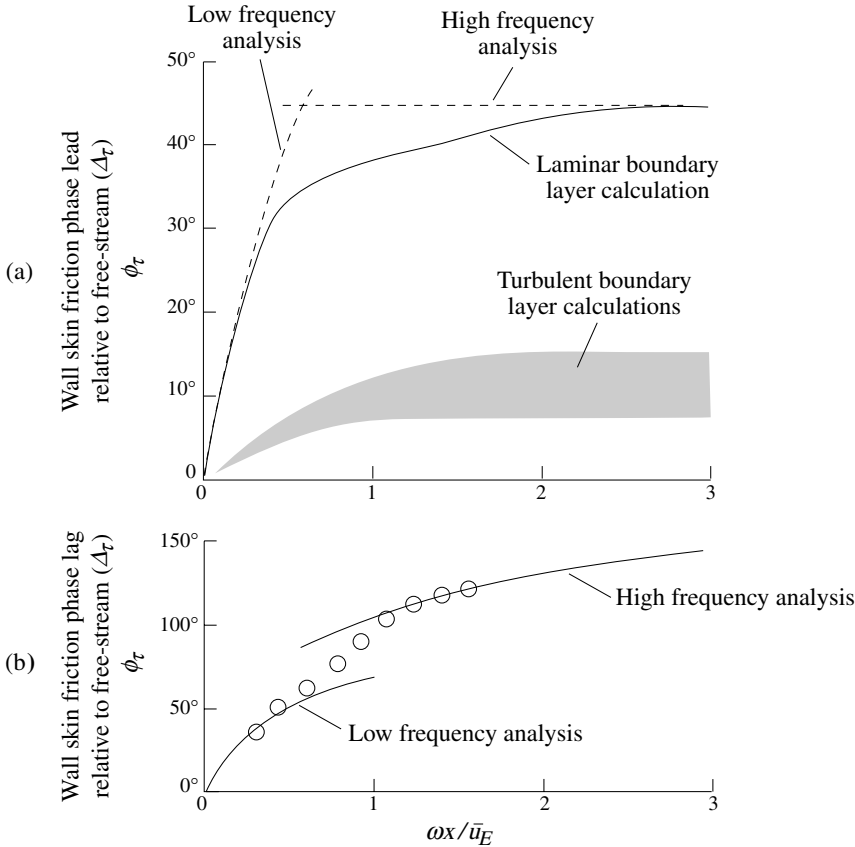 Low frequency
analysis
High frequency
analysis
50°
40°
30°
20°
10°
0
(a)
Wall skin friction phase lead
relative to free-stream (Δτ)
ϕτ
Laminar boundary
layer calculation
Turbulent boundary
layer calculations
0
1
2
3
150°
100°
50°
0°
(b)
Wall skin friction phase lag
relative to free-stream (Δτ)
ϕτ
High frequency analysis
Low frequency analysis
0
1
2
3
ωx/ūE